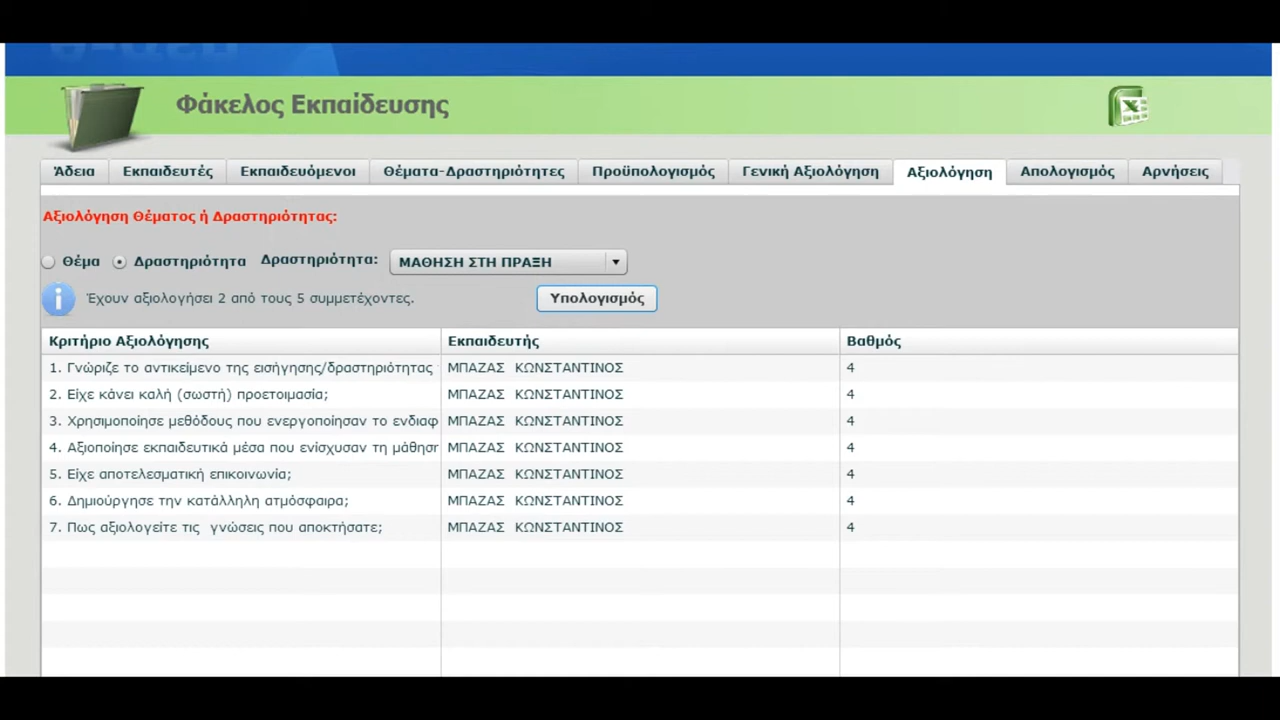 Φάκελος Εκπαίδευσης
Άδεια Εκπαιδευτές Εκπαιδευόμενοι Θέματα-Δραστηριότητες Προϋπολογισμός Γενική Αξιολόγηση Αξιολόγηση Απολογισμός Αρνήσεις
Αξιολόγηση Θέματος ή Δραστηριότητας:
Θέμα Δραστηριότητα Δραστηριότητα: ΜΑΘΗΣΗ ΣΤΗ ΠΡΑΞΗ
Έχουν αξιολογήσει 2 από τους 5 συμμετέχοντες. Υπολογισμός
Κριτήριο Αξιολόγησης Εκπαιδευτής Βαθμός
1. Γνώριζε το αντικείμενο της εισήγησης/δραστηριότητας ΜΠΑΖΑΣ ΚΩΝΣΤΑΝΤΙΝΟΣ 4
2. Είχε κάνει καλή (σωστή) προετοιμασία; ΜΠΑΖΑΣ ΚΩΝΣΤΑΝΤΙΝΟΣ 4
3. Χρησιμοποίησε μεθόδους που ενεργοποίησαν το ενδιαφ ΜΠΑΖΑΣ ΚΩΝΣΤΑΝΤΙΝΟΣ 4
4. Αξιοποίησε εκπαιδευτικά μέσα που ενίσχυσαν τη μάθησ ΜΠΑΖΑΣ ΚΩΝΣΤΑΝΤΙΝΟΣ 4
5. Είχε αποτελεσματική επικοινωνία; ΜΠΑΖΑΣ ΚΩΝΣΤΑΝΤΙΝΟΣ 4
6. Δημιούργησε την κατάλληλη ατμόσφαιρα; ΜΠΑΖΑΣ ΚΩΝΣΤΑΝΤΙΝΟΣ 4
7. Πως αξιολογείτε τις γνώσεις που αποκτήσατε; ΜΠΑΖΑΣ ΚΩΝΣΤΑΝΤΙΝΟΣ 4